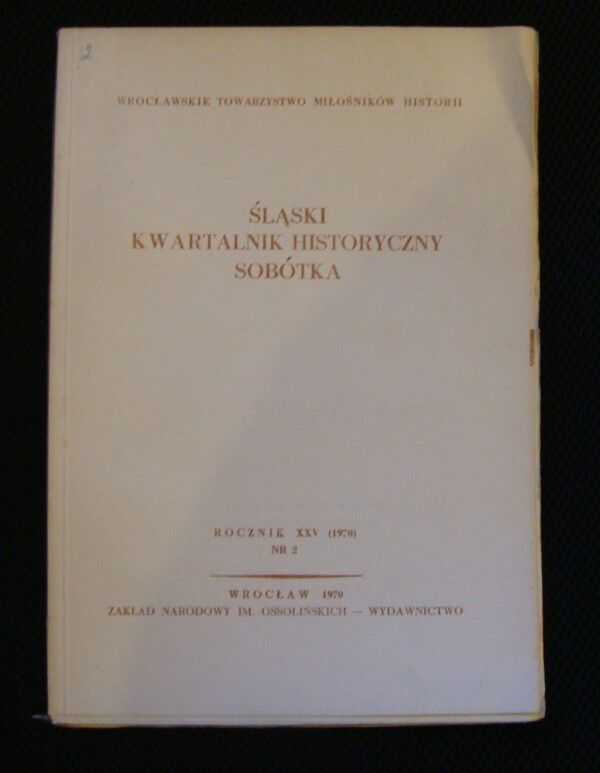 2
WROCŁAWSKIE TOWARZYSTWO MIŁOŚNIKÓW HISTORII
ŚLĄSKI
KWARTALNIK HISTORYCZNY
SOBÓTKA
ROCZNIK XXV (1970)
NR 2
WROCŁAW 1970
ZAKŁAD NARODOWY IM. OSSOLIŃSKICH — WYDAWNICTWO